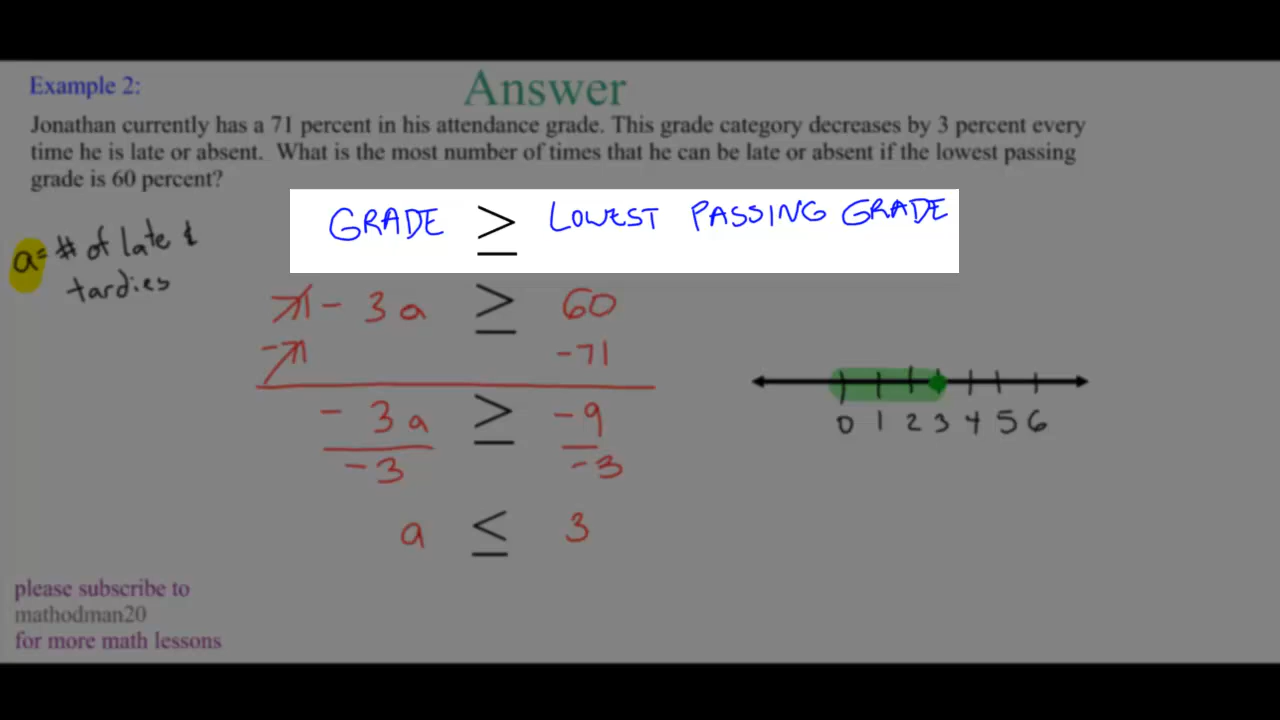 Example 2:
Answer
Jonathan currently has a 71 percent in his attendance grade. This grade category decreases by 3 percent every
time he is late or absent. What is the most number of times that he can be late or absent if the lowest passing
grade is 60 percent?
GRADE ≥ LOWEST PASSING GRADE
a = # of late &
tardies
71 - 3a ≥ 60
-71 -71
-3a ≥ -9
-3 -3
a ≤ 3
0 1 2 3 4 5 6
please subscribe to
mathodman20
for more math lessons